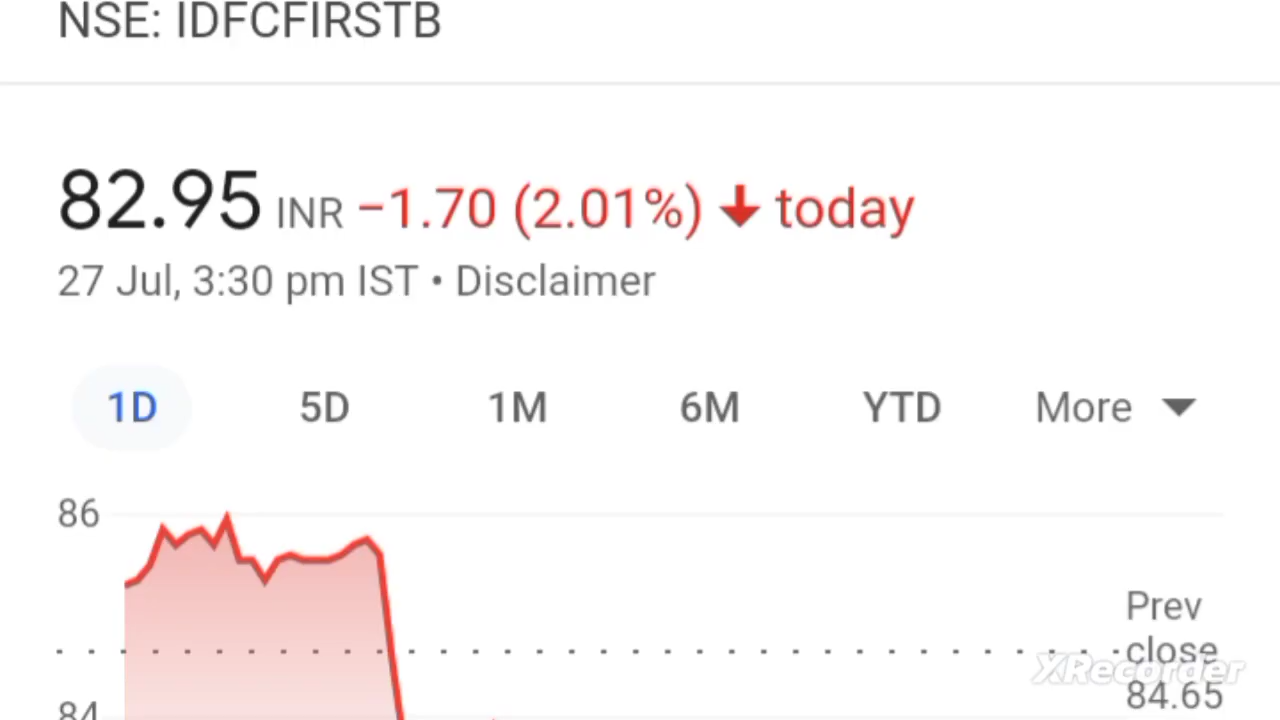 NSE: IDFCFIRSTB
82.95 INR −1.70 (2.01%) ↓ today
27 Jul, 3:30 pm IST • Disclaimer
1D 5D 1M 6M YTD More
86
Prev
close
XRecorder
84.65
84